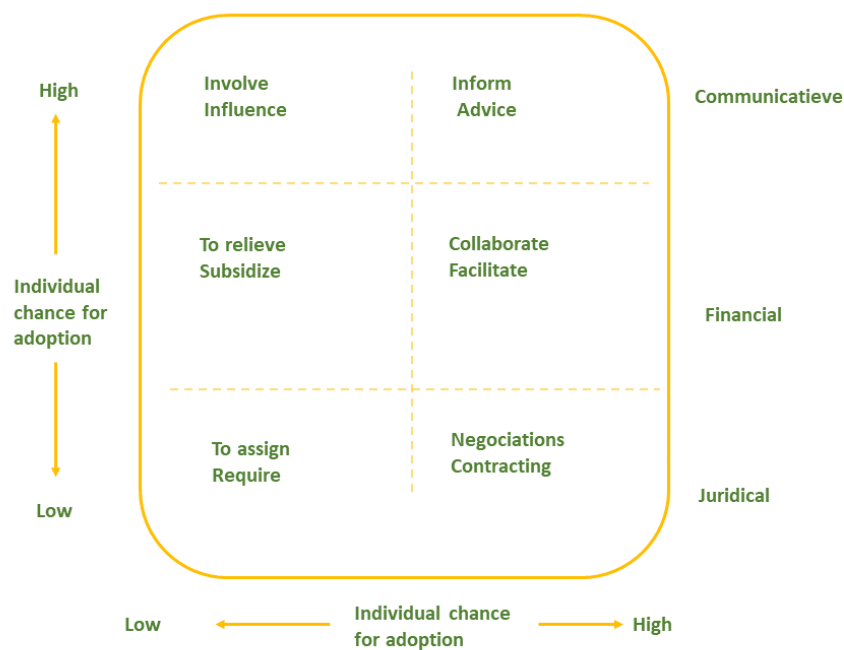 High
Involve
Influence
Inform
Advice
Communicatieve
Individual
chance for
adoption
To relieve
Subsidize
Collaborate
Facilitate
Financial
To assign
Require
Negociations
Contracting
Juridical
Low
Low
Individual chance
for adoption
High